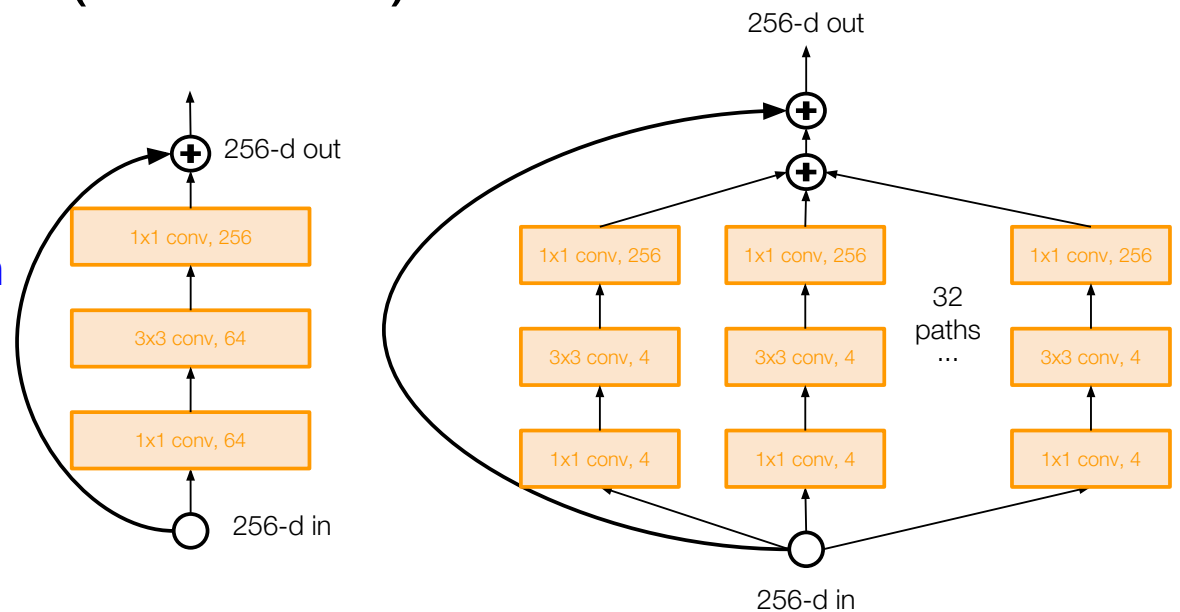 256-d out
1x1 conv, 256
3x3 conv, 64
1x1 conv, 64
256-d in
256-d out
1x1 conv, 256
1x1 conv, 256
1x1 conv, 256
32
paths
...
3x3 conv, 4
3x3 conv, 4
3x3 conv, 4
1x1 conv, 4
1x1 conv, 4
1x1 conv, 4
256-d in